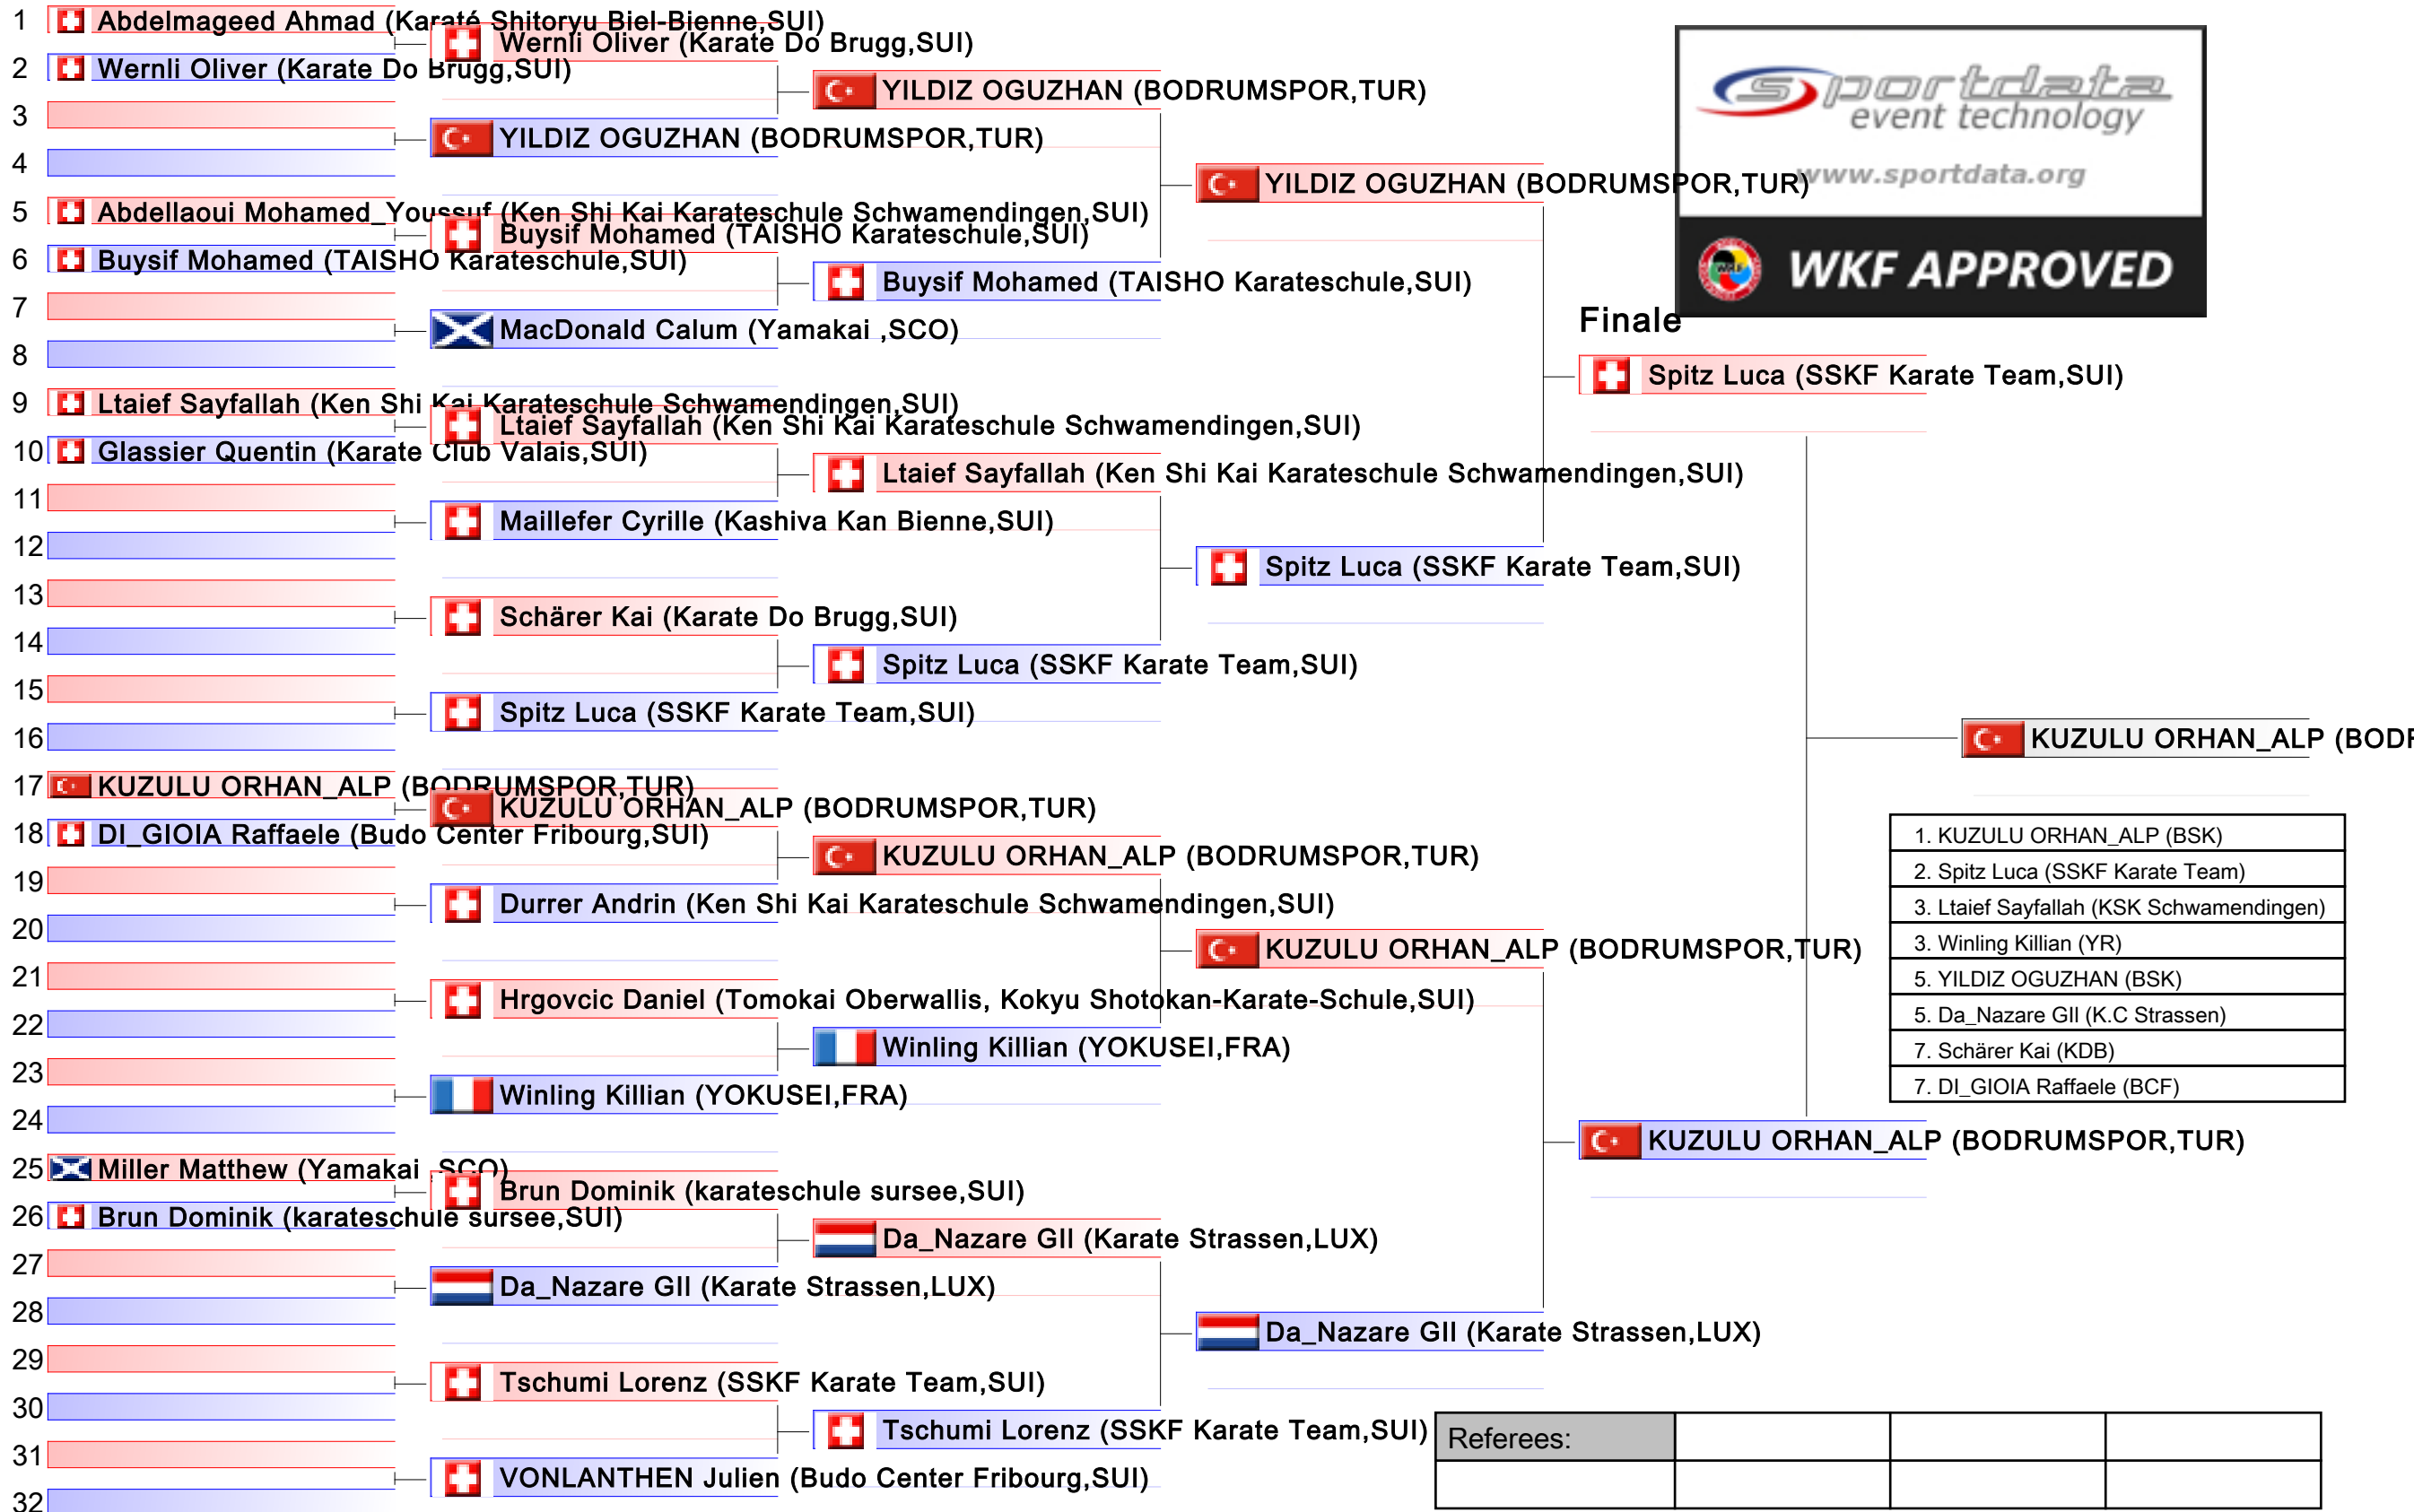 1 Abdelmageed Ahmad (Karaté Shitoryu Biel-Bienne,SUI)
2 Wernli Oliver (Karate Do Brugg,SUI)
3
4
5 Abdellaoui Mohamed_Youssuf (Ken Shi Kai Karateschule Schwamendingen,SUI)
6 Buysif Mohamed (TAISHO Karateschule,SUI)
7
8
9 Ltaief Sayfallah (Ken Shi Kai Karateschule Schwamendingen,SUI)
10 Glassier Quentin (Karate Club Valais,SUI)
11
12
13
14
15
16
17 KUZULU ORHAN_ALP (BODRUMSPOR,TUR)
18 DI_GIOIA Raffaele (Budo Center Fribourg,SUI)
19
20
21
22
23
24
25 Miller Matthew (Yamakai ,SCO)
26 Brun Dominik (karateschule sursee,SUI)
27
28
29
30
31
32
Wernli Oliver (Karate Do Brugg,SUI)
YILDIZ OGUZHAN (BODRUMSPOR,TUR)
Buysif Mohamed (TAISHO Karateschule,SUI)
MacDonald Calum (Yamakai ,SCO)
Ltaief Sayfallah (Ken Shi Kai Karateschule Schwamendingen,SUI)
Maillefer Cyrille (Kashiva Kan Bienne,SUI)
Schärer Kai (Karate Do Brugg,SUI)
Spitz Luca (SSKF Karate Team,SUI)
KUZULU ORHAN_ALP (BODRUMSPOR,TUR)
Durrer Andrin (Ken Shi Kai Karateschule Schwamendingen,SUI)
Hrgovcic Daniel (Tomokai Oberwallis, Kokyu Shotokan-Karate-Schule,SUI)
Winling Killian (YOKUSEI,FRA)
Brun Dominik (karateschule sursee,SUI)
Da_Nazare GIl (Karate Strassen,LUX)
Tschumi Lorenz (SSKF Karate Team,SUI)
VONLANTHEN Julien (Budo Center Fribourg,SUI)
YILDIZ OGUZHAN (BODRUMSPOR,TUR)
Buysif Mohamed (TAISHO Karateschule,SUI)
Ltaief Sayfallah (Ken Shi Kai Karateschule Schwamendingen,SUI)
Spitz Luca (SSKF Karate Team,SUI)
KUZULU ORHAN_ALP (BODRUMSPOR,TUR)
Winling Killian (YOKUSEI,FRA)
Da_Nazare GIl (Karate Strassen,LUX)
Tschumi Lorenz (SSKF Karate Team,SUI)
YILDIZ OGUZHAN (BODRUMSPOR,TUR)
Spitz Luca (SSKF Karate Team,SUI)
KUZULU ORHAN_ALP (BODRUMSPOR,TUR)
Da_Nazare GIl (Karate Strassen,LUX)
Finale
Spitz Luca (SSKF Karate Team,SUI)
KUZULU ORHAN_ALP (BODRUMSPOR,TUR)
KUZULU ORHAN_ALP (BOD
sportdata
event technology
www.sportdata.org
WKF
WKF APPROVED
1. KUZULU ORHAN_ALP (BSK)
2. Spitz Luca (SSKF Karate Team)
3. Ltaief Sayfallah (KSK Schwamendingen)
3. Winling Killian (YR)
5. YILDIZ OGUZHAN (BSK)
5. Da_Nazare GIl (K.C Strassen)
7. Schärer Kai (KDB)
7. DI_GIOIA Raffaele (BCF)
Referees: